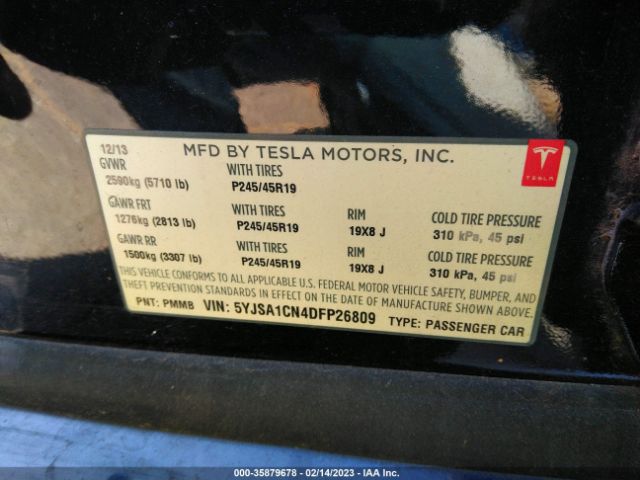 12/13 MFD BY TESLA MOTORS, INC. TESLA
GVWR WITH TIRES
2590kg (5710 lb) P245/45R19
GAWR FRT WITH TIRES RIM COLD TIRE PRESSURE
1276kg (2813 lb) P245/45R19 19X8 J 310 kPa, 45 psi
GAWR RR WITH TIRES RIM COLD TIRE PRESSURE
1500kg (3307 lb) P245/45R19 19X8 J 310 kPa, 45 psi
THIS VEHICLE CONFORMS TO ALL APPLICABLE U.S. FEDERAL MOTOR VEHICLE SAFETY, BUMPER, AND
THEFT PREVENTION STANDARDS IN EFFECT ON THE DATE OF MANUFACTURE SHOWN ABOVE.
PNT: PMMB VIN: 5YJSA1CN4DFP26809 TYPE: PASSENGER CAR
000-35879678 - 02/14/2023 - IAA Inc.